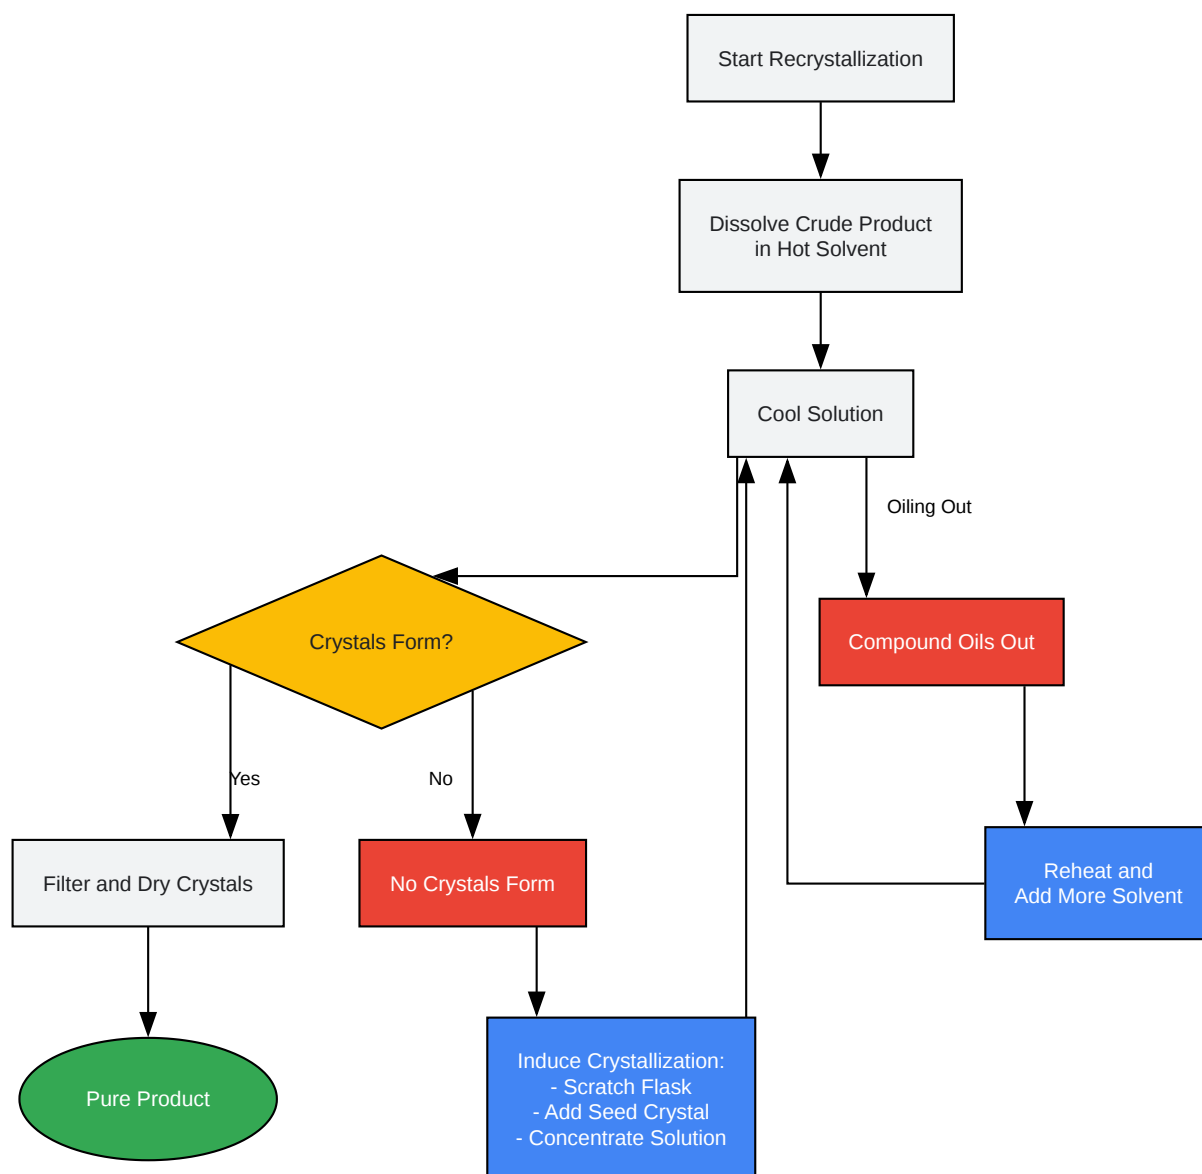 Start Recrystallization
Dissolve Crude Product
in Hot Solvent
Cool Solution
Oiling Out
Crystals Form?
Compound Oils Out
Yes
No
Filter and Dry Crystals
No Crystals Form
Reheat and
Add More Solvent
Induce Crystallization:
- Scratch Flask
- Add Seed Crystal
- Concentrate Solution
Pure Product